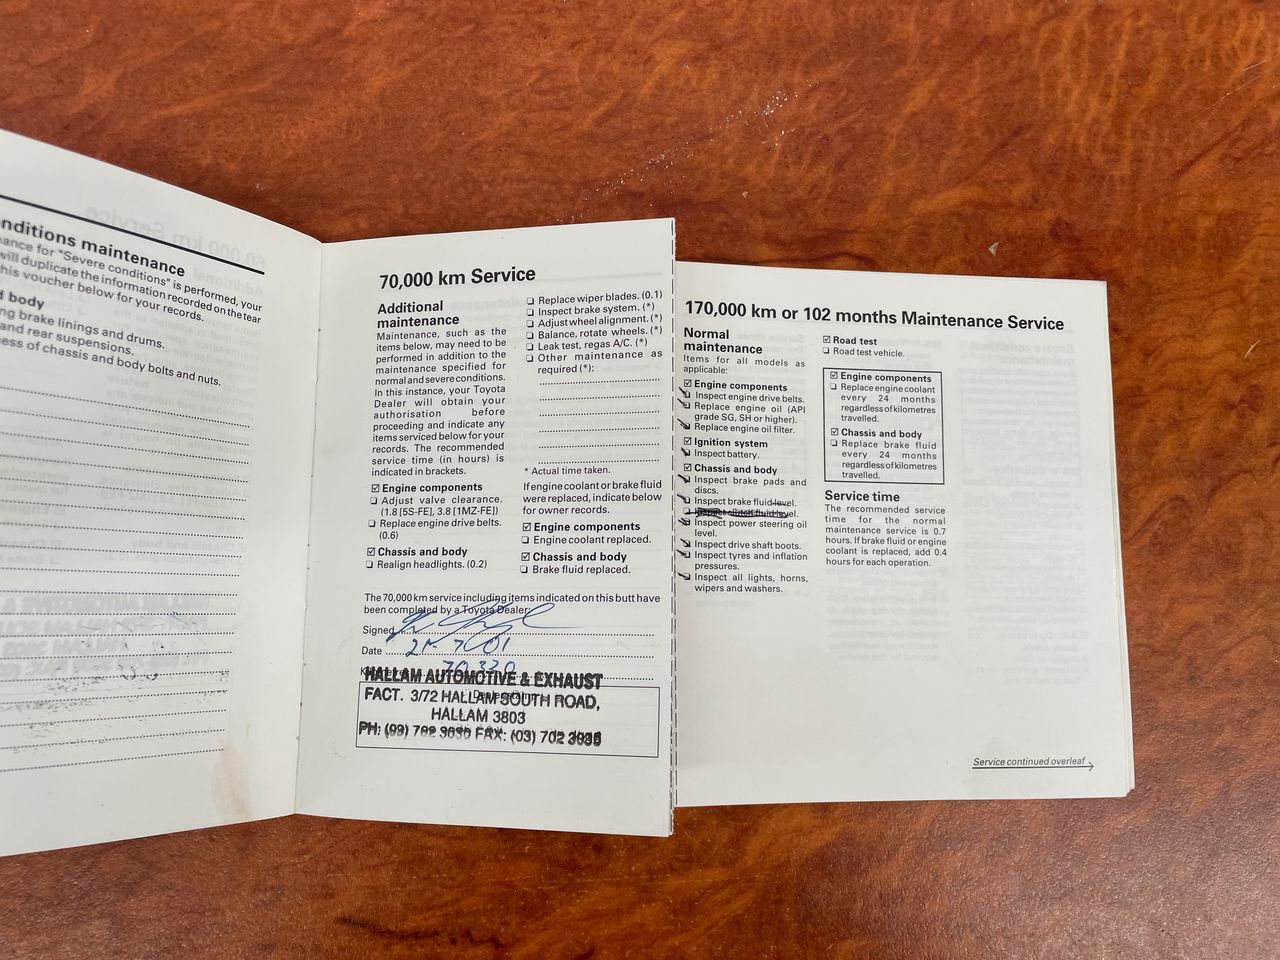 nditions maintenance
ance for "Severe conditions" is performed, your
will duplicate the information recorded on the tear
his voucher below for your records.
d body
ng brake linings and drums.
and rear suspensions.
ess of chassis and body bolts and nuts.
70,000 km Service
Additional
maintenance
Maintenance, such as the
items below, may need to be
performed in addition to the
maintenance specified for
normal and severe conditions.
In this instance, your Toyota
Dealer will obtain your
authorisation before
proceeding and indicate any
items serviced below for your
records. The recommended
service time (in hours) is
indicated in brackets.
☑ Engine components
☐ Adjust valve clearance.
(1.8 [5S-FE], 3.8 [1MZ-FE])
☐ Replace engine drive belts.
(0.6)
☑ Chassis and body
☐ Realign headlights. (0.2)
☐ Replace wiper blades. (0.1)
☐ Inspect brake system. (*)
☐ Adjust wheel alignment. (*)
☐ Balance, rotate wheels. (*)
☐ Leak test, regas A/C. (*)
☐ Other maintenance as
required (*):
* Actual time taken.
If engine coolant or brake fluid
were replaced, indicate below
for owner records.
☑ Engine components
☐ Engine coolant replaced.
☑ Chassis and body
☐ Brake fluid replaced.
The 70,000 km service including items indicated on this butt have
been completed by a Toyota Dealer:
Signed
Date 21 7 01
70320
HALLAM AUTOMOTIVE & EXHAUST
FACT. 3/72 HALLAM SOUTH ROAD,
HALLAM 3803
PH: (03) 702 FAX: (03) 702
170,000 km or 102 months Maintenance Service
Normal
maintenance
Items for all models as
applicable:
☑ Engine components
☐ Inspect engine drive belts.
☐ Replace engine oil (API
grade SG, SH or higher).
☐ Replace engine oil filter.
☑ Ignition system
☐ Inspect battery.
☑ Chassis and body
☐ Inspect brake pads and
discs.
☐ Inspect brake fluid level.
☐ Inspect clutch fluid level.
☐ Inspect power steering oil
level.
☐ Inspect drive shaft boots.
☐ Inspect tyres and inflation
pressures.
☐ Inspect all lights, horns,
wipers and washers.
☑ Road test
☐ Road test vehicle.
☑ Engine components
☐ Replace engine coolant
every 24 months
regardless of kilometres
travelled.
☑ Chassis and body
☐ Replace brake fluid
every 24 months
regardless of kilometres
travelled.
Service time
The recommended service
time for the normal
maintenance service is 0.7
hours. If brake fluid or engine
coolant is replaced, add 0.4
hours for each operation.
Service continued overleaf